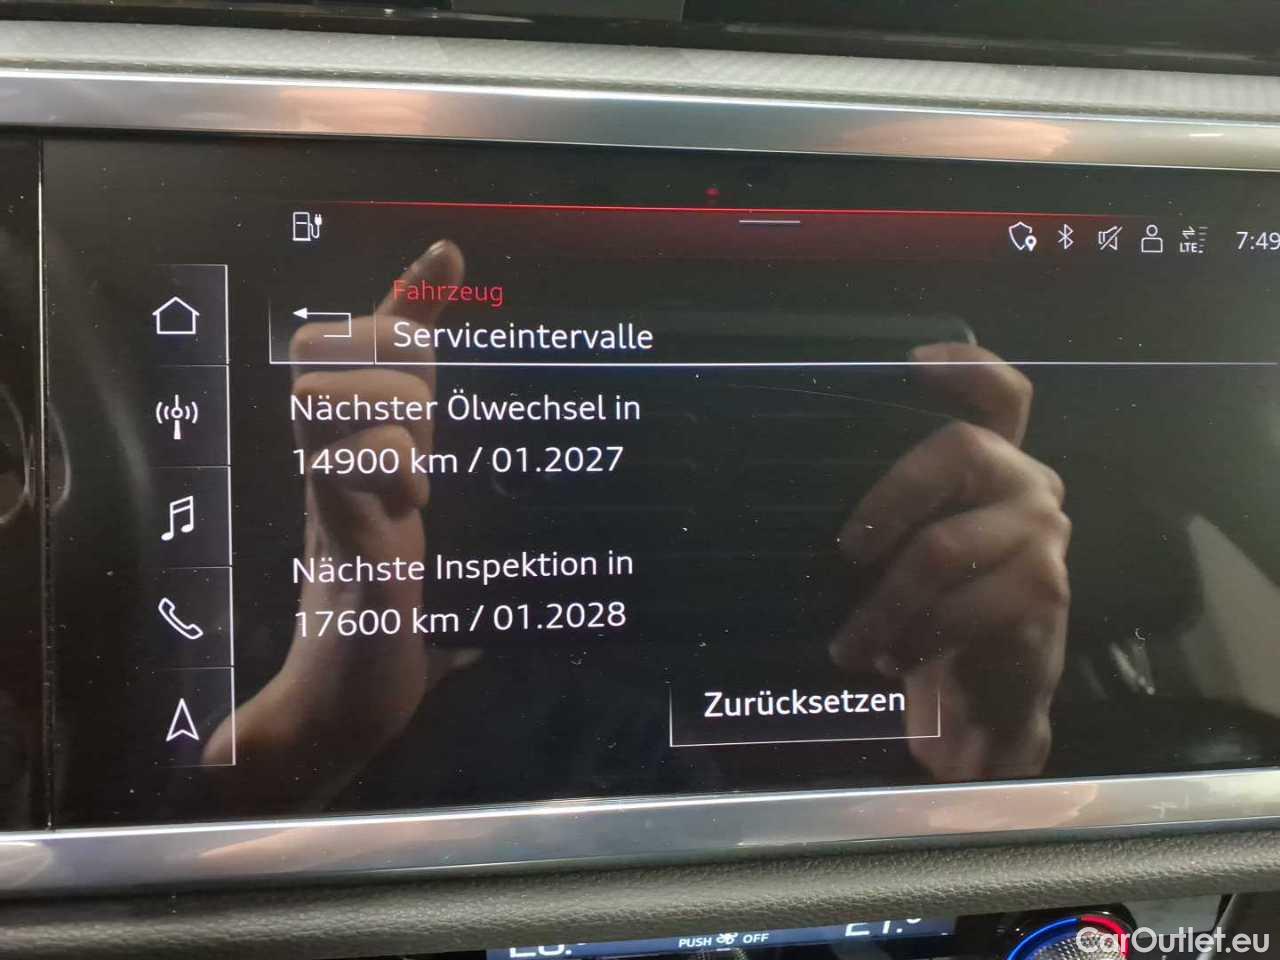 LTE
7:49
Fahrzeug
Serviceintervalle
Nächster Ölwechsel in
14900 km / 01.2027
Nächste Inspektion in
17600 km / 01.2028
Zurücksetzen
PUSH OFF
CarOutlet.eu